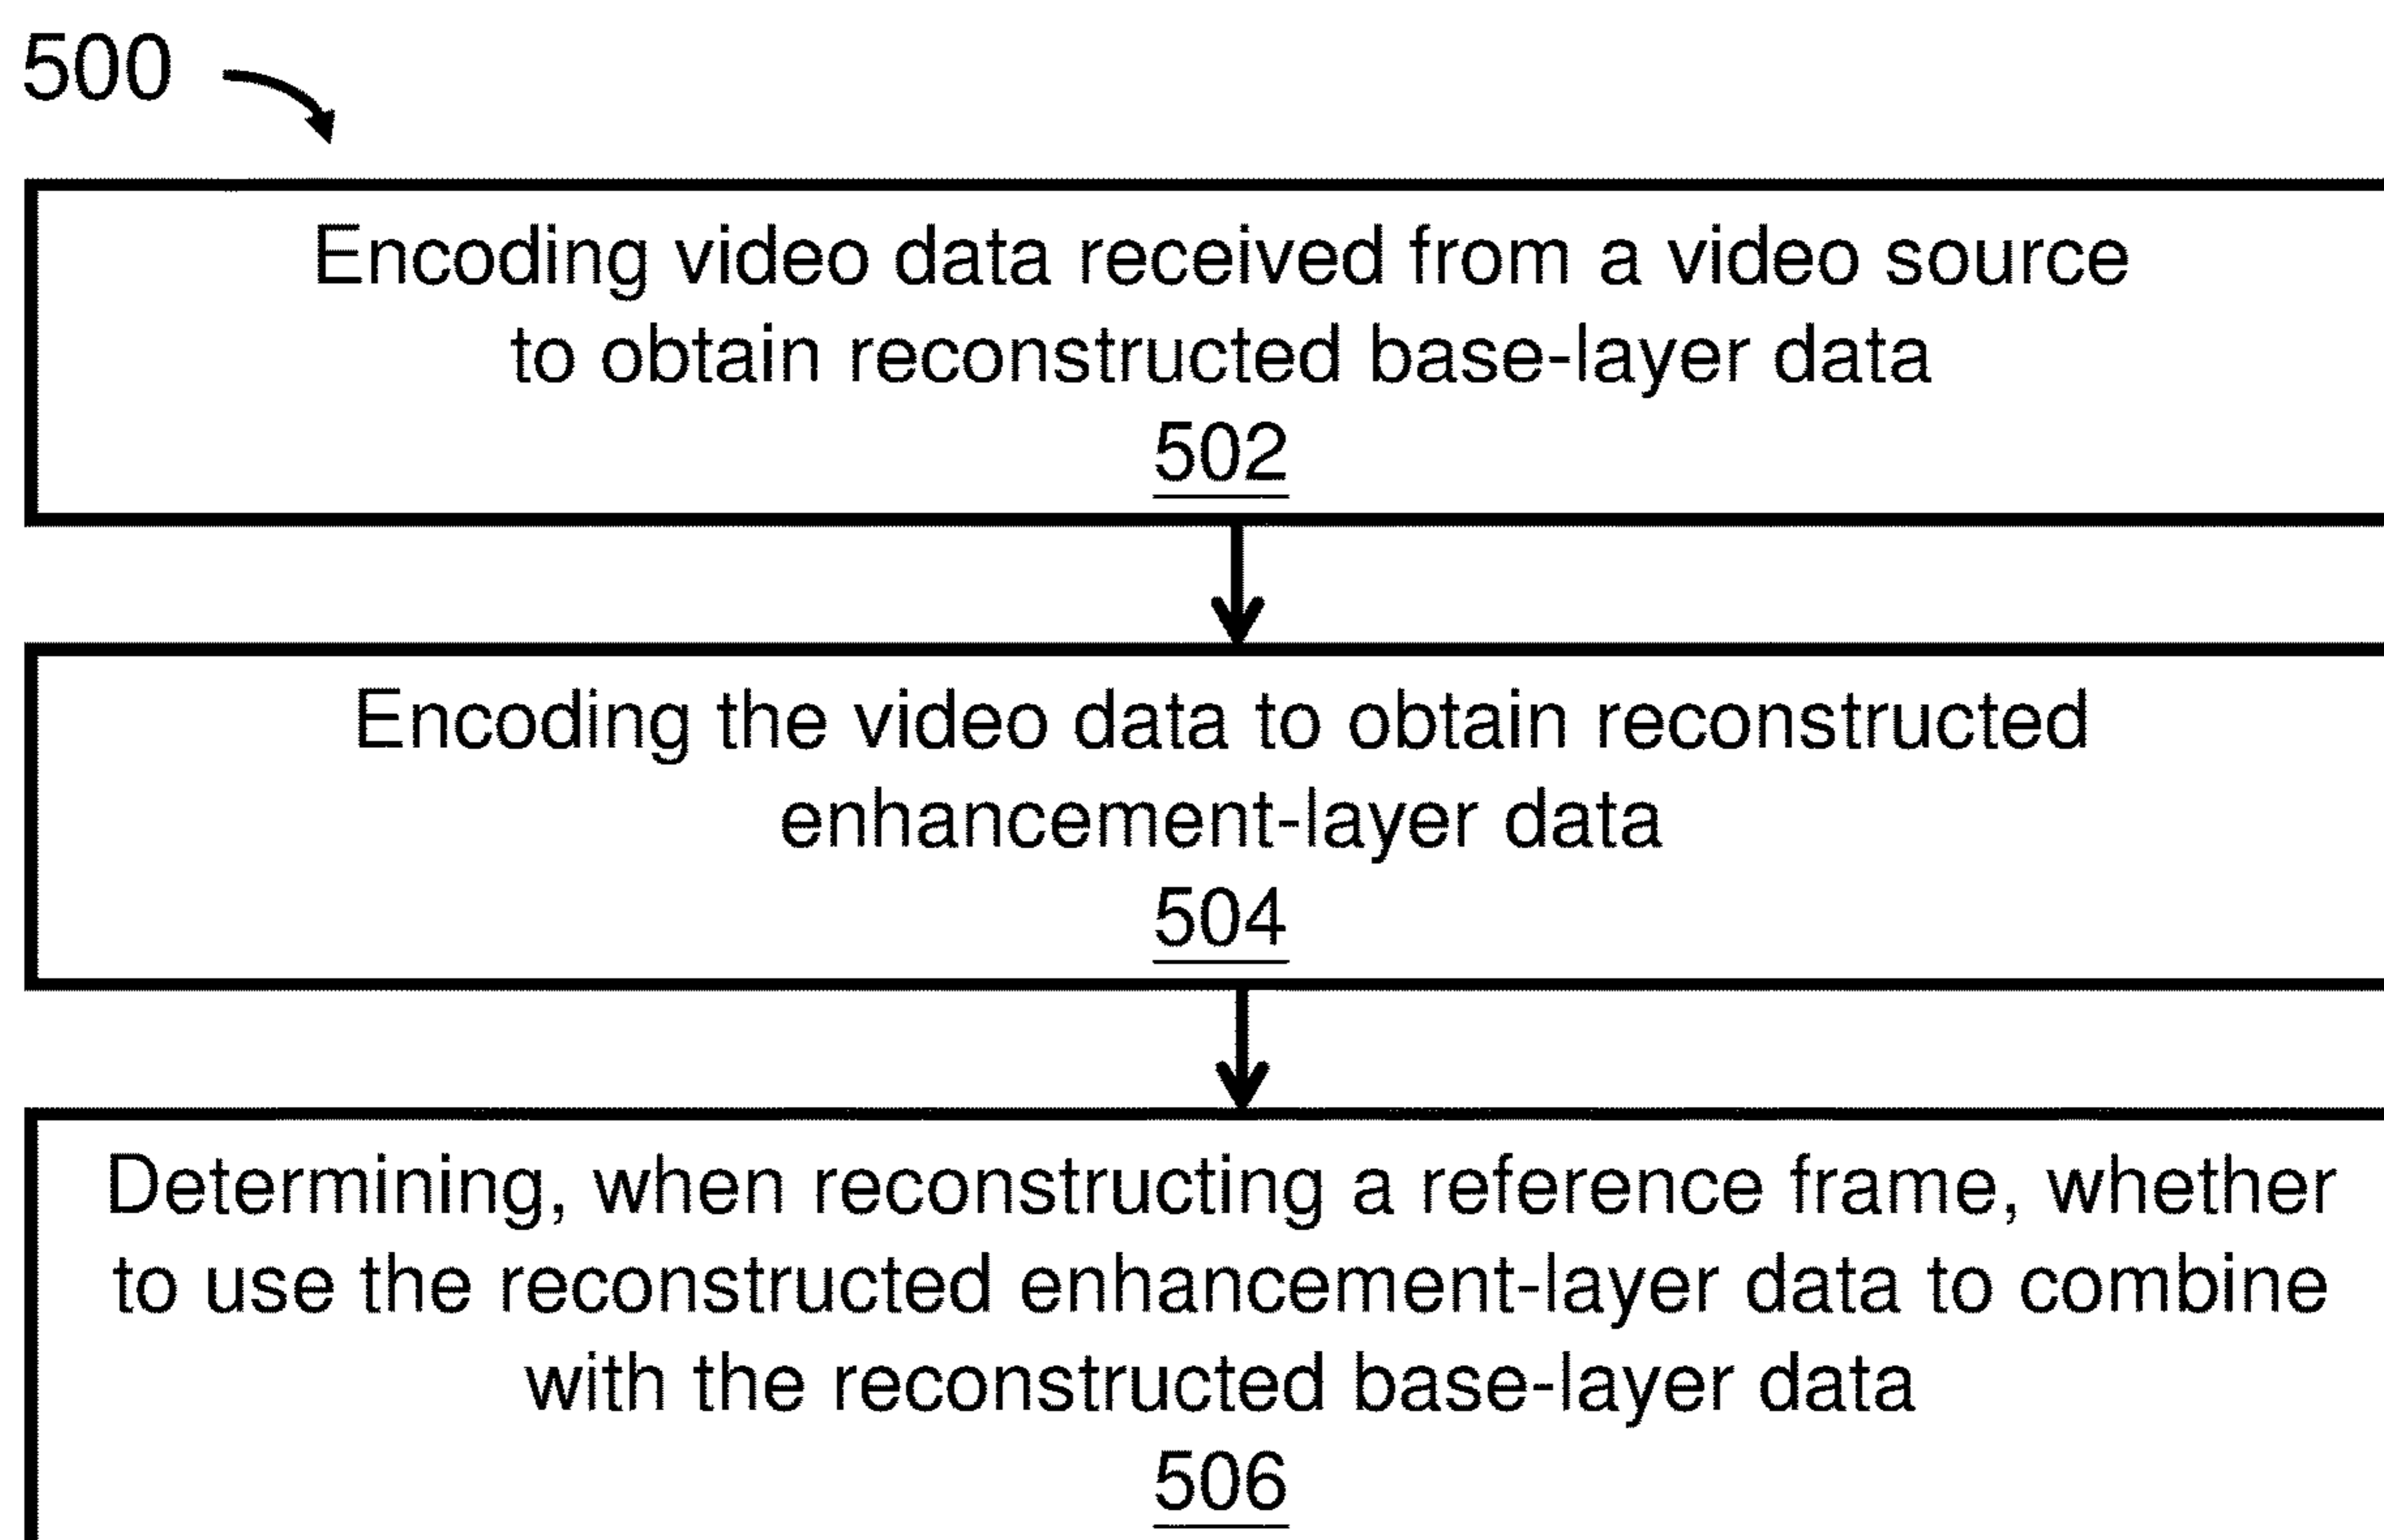 500
Encoding video data received from a video source
to obtain reconstructed base-layer data
502
Encoding the video data to obtain reconstructed
enhancement-layer data
504
Determining, when reconstructing a reference frame, whether
to use the reconstructed enhancement-layer data to combine
with the reconstructed base-layer data
506